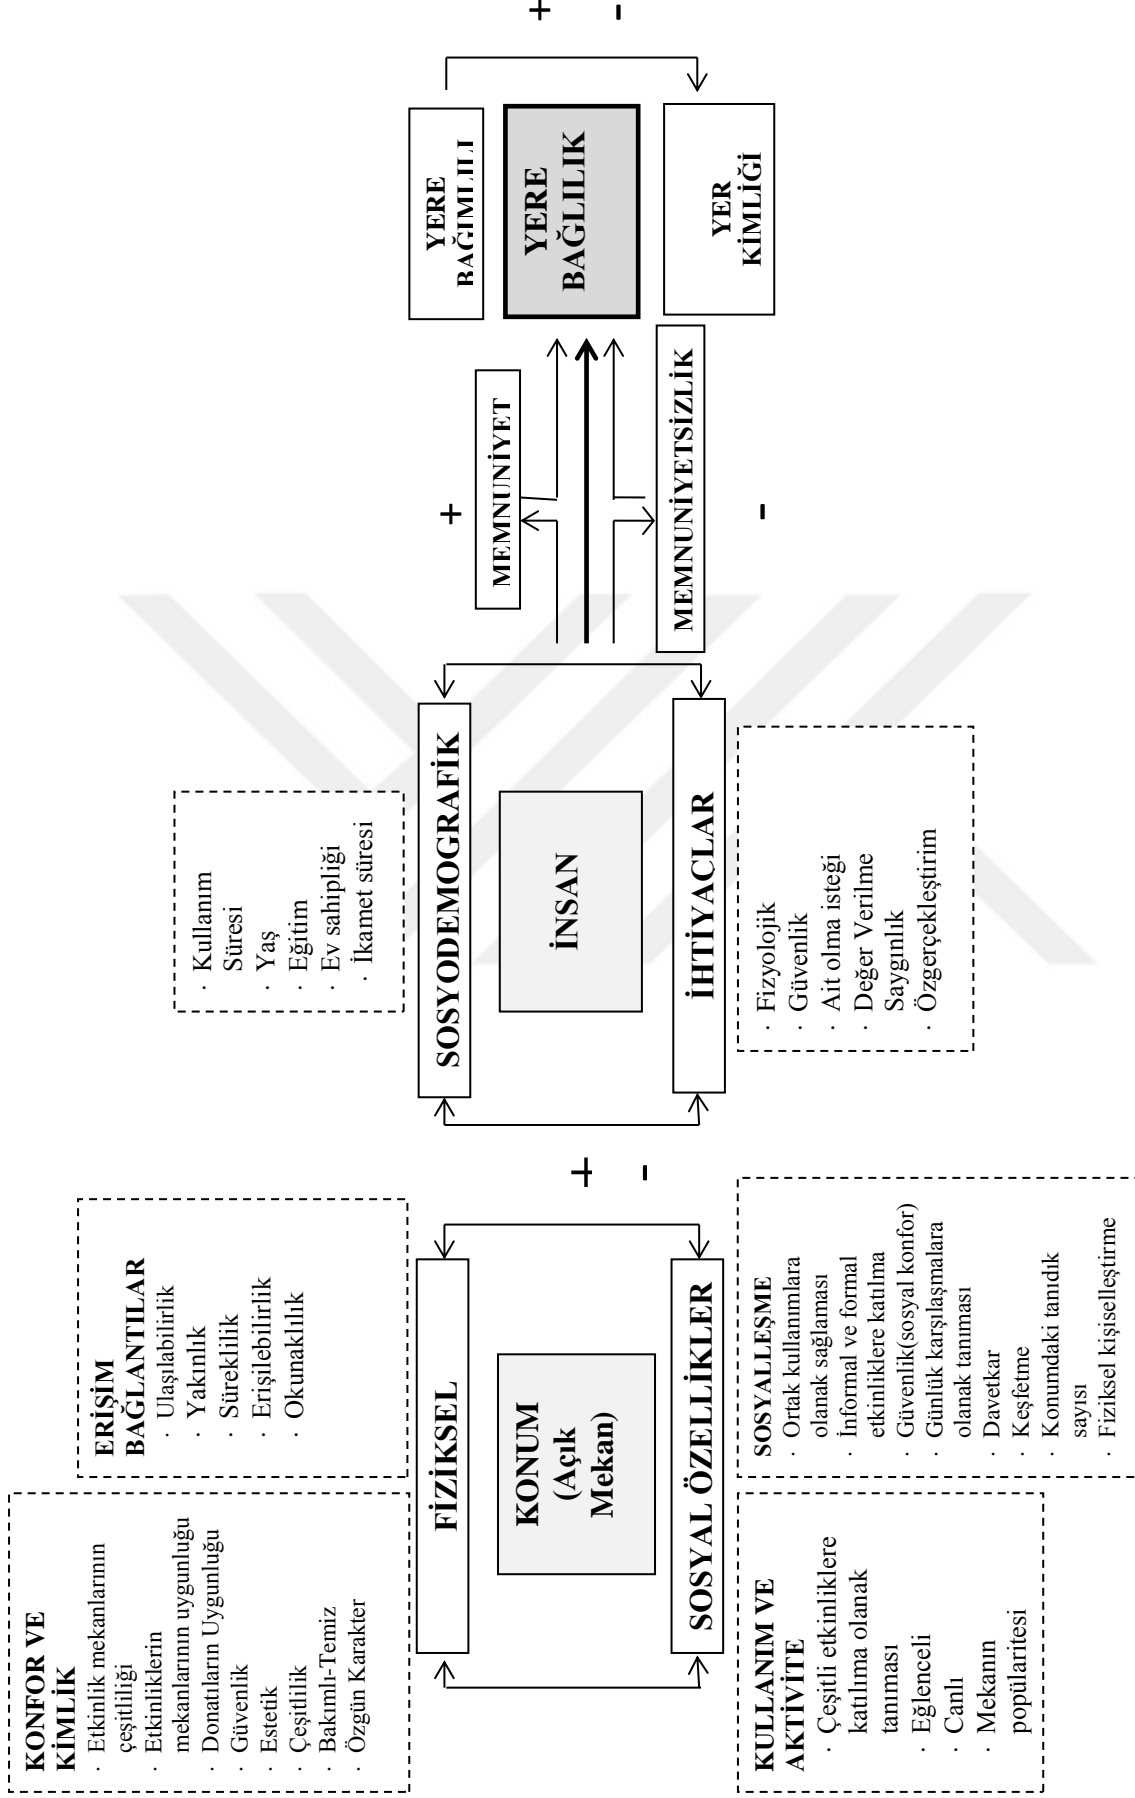 KONFOR VE
KİMLİK
· Etkinlik mekanlarının
çeşitliliği
· Etkinliklerin
mekanlarının uygunluğu
· Donatıların Uygunluğu
· Güvenlik
· Estetik
· Çeşitlilik
· Bakımlı-Temiz
· Özgün Karakter
ERİŞİM
BAĞLANTILAR
· Ulaşılabilirlik
· Yakınlık
· Süreklilik
· Erişilebilirlik
· Okunaklılık
FİZİKSEL
KONUM
(Açık
Mekan)
SOSYAL ÖZELLİKLER
KULLANIM VE
AKTİVİTE
· Çeşitli etkinliklere
katılıma olanak
tanıması
· Eğlenceli
· Canlı
· Mekanın
popülaritesi
SOSYALLEŞME
· Ortak kullanımlara
olanak sağlaması
· İnformal ve formal
etkinliklere katılma
· Güvenlik(sosyal konfor)
· Günlük karşılaşmalara
olanak tanıması
· Davetkar
· Keşfetme
· Konumdaki tanıdık
sayısı
· Fiziksel kişiselleştirme
+
-
· Kullanım
Süresi
· Yaş
· Eğitim
· Ev sahipliği
· İkamet süresi
SOSYODEMOGRAFİK
İNSAN
İHTİYACLAR
· Fizyolojik
· Güvenlik
· Ait olma isteği
· Değer Verilme
Saygınlık
· Özgerçekleştirim
+
MEMNUNİYET
MEMNUNİYETSİZLİK
-
YERE
BAĞIMLILI
YERE
BAĞLILIK
YER
KİMLİĞİ
+
-